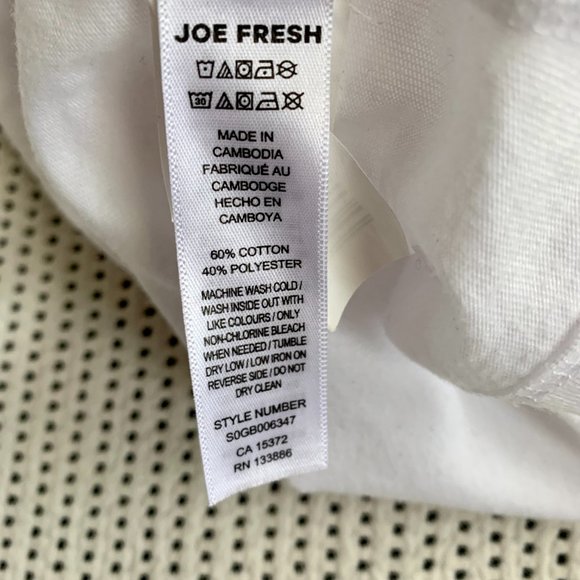 JOE FRESH
30
MADE IN
CAMBODIA
FABRIQUÉ AU
CAMBODGE
HECHO EN
CAMBOYA
60% COTTON
40% POLYESTER
MACHINE WASH COLD /
WASH INSIDE OUT WITH
LIKE COLOURS / ONLY
NON-CHLORINE BLEACH
WHEN NEEDED / TUMBLE
DRY LOW / LOW IRON ON
REVERSE SIDE / DO NOT
DRY CLEAN
STYLE NUMBER
S0GB006347
CA 15372
RN 133886